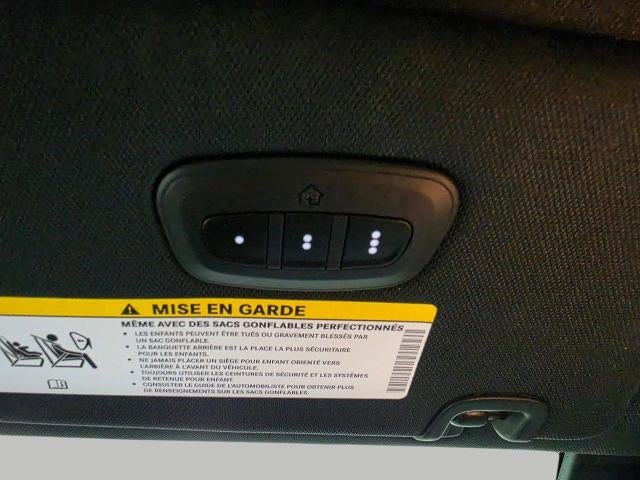 MISE EN GARDE
MÊME AVEC DES SACS GONFLABLES PERFECTIONNÉS
• LES ENFANTS PEUVENT ÊTRE TUÉS OU GRAVEMENT BLESSÉS PAR
UN SAC GONFLABLE.
• LA BANQUETTE ARRIÈRE EST LA PLACE LA PLUS SÉCURITAIRE
POUR LES ENFANTS.
• NE JAMAIS PLACER UN SIÈGE POUR ENFANT ORIENTÉ VERS
L'ARRIÈRE À L'AVANT DU VÉHICULE.
• TOUJOURS UTILISER LES CEINTURES DE SÉCURITÉ ET LES SYSTÈMES
DE RETENUE POUR ENFANT.
• CONSULTER LE GUIDE DE L'AUTOMOBILISTE POUR OBTENIR PLUS
DE RENSEIGNEMENTS SUR LES SACS GONFLABLES.